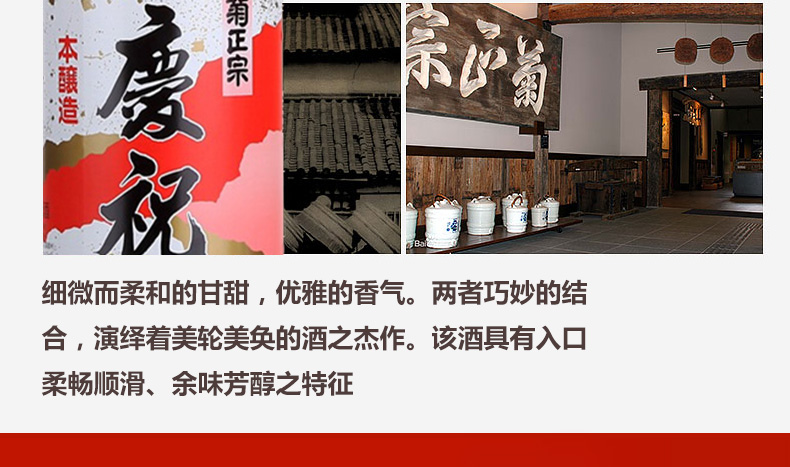 菊正宗
本醸造
慶祝
宗正菊
细微而柔和的甘甜，优雅的香气。两者巧妙的结
合，演绎着美轮美奂的酒之杰作。该酒具有入口
柔畅顺滑、余味芳醇之特征